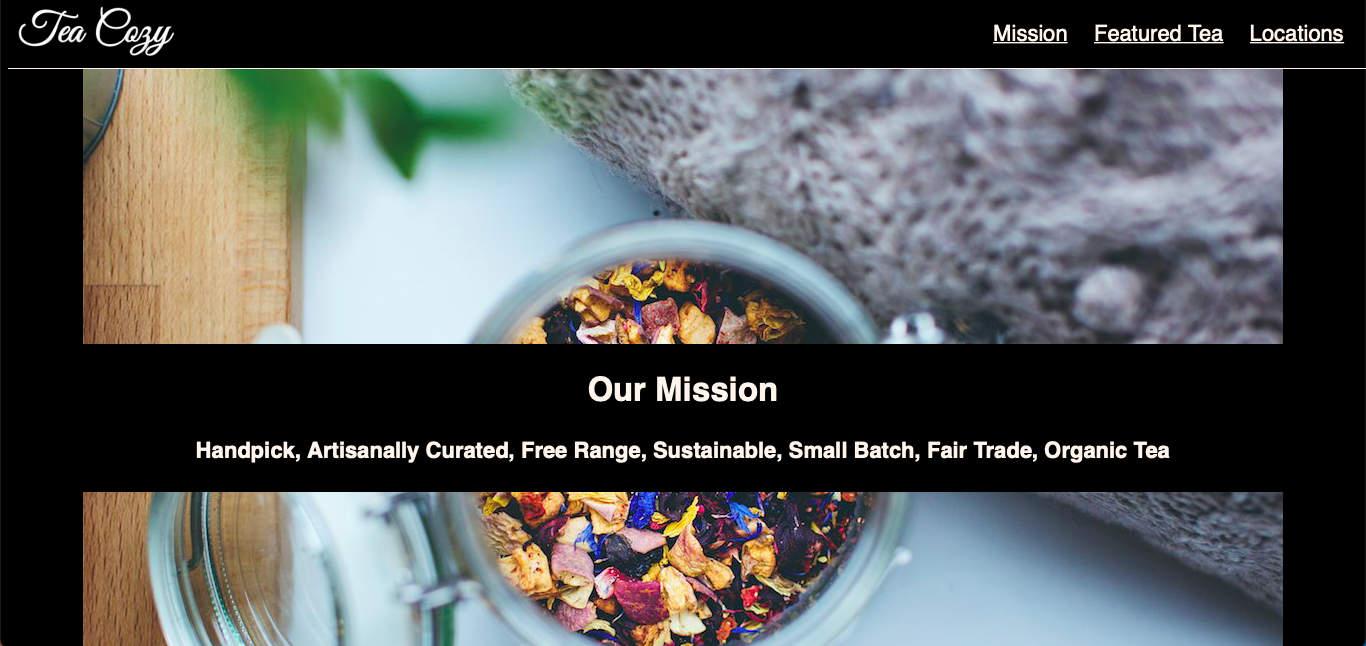 Tea Cozy
Mission Featured Tea Locations
Our Mission
Handpick, Artisanally Curated, Free Range, Sustainable, Small Batch, Fair Trade, Organic Tea